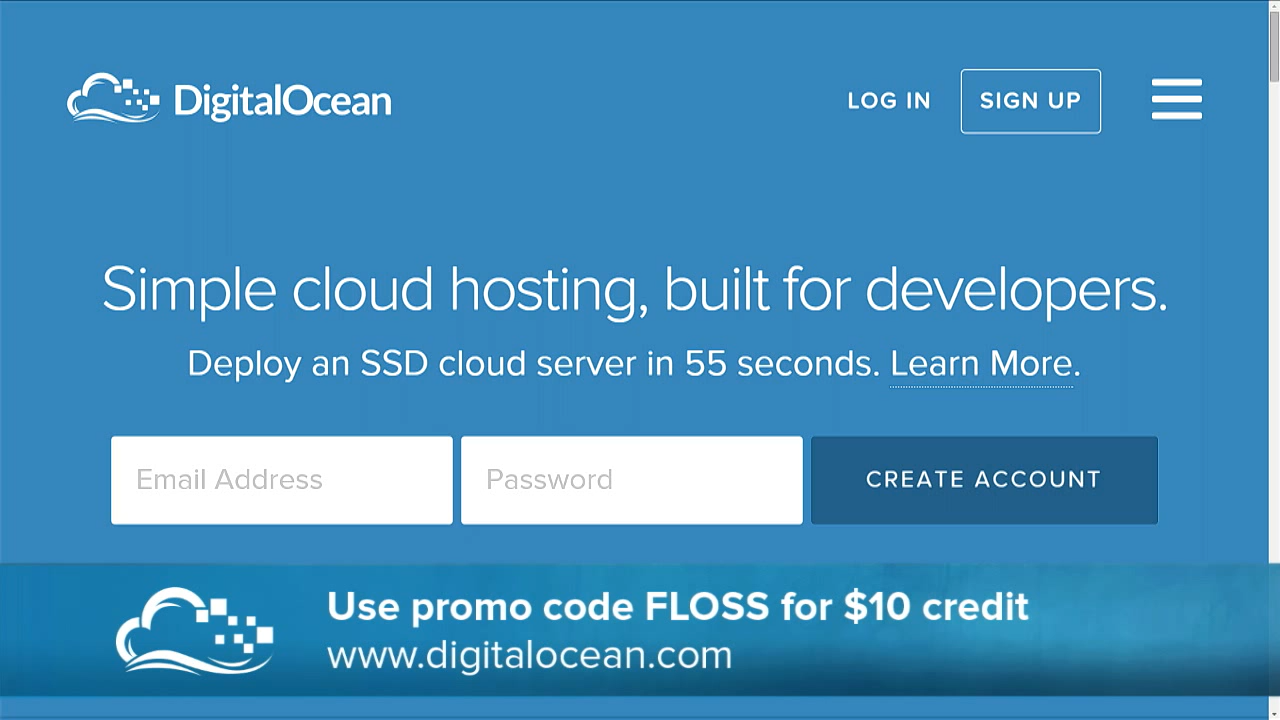 DigitalOcean
LOG IN
SIGN UP
Simple cloud hosting, built for developers.
Deploy an SSD cloud server in 55 seconds. Learn More.
Email Address
Password
CREATE ACCOUNT
Use promo code FLOSS for $10 credit
www.digitalocean.com